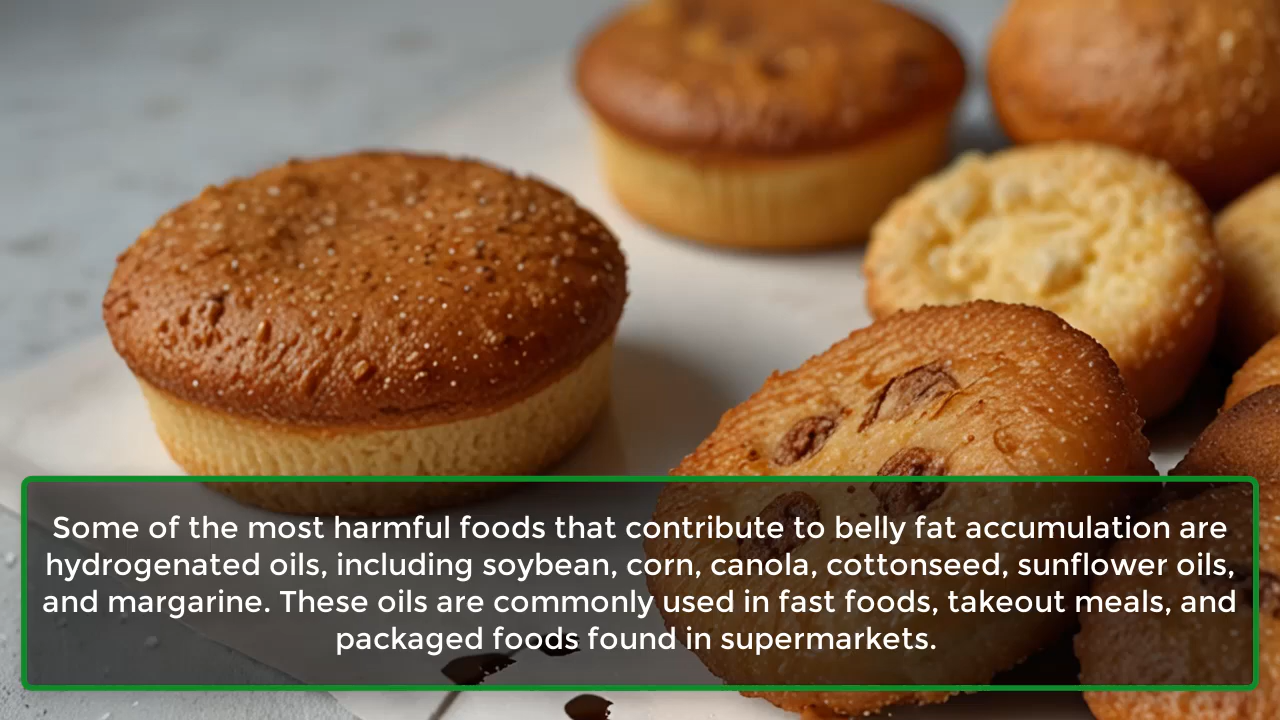 Some of the most harmful foods that contribute to belly fat accumulation are
hydrogenated oils, including soybean, corn, canola, cottonseed, sunflower oils,
and margarine. These oils are commonly used in fast foods, takeout meals, and
packaged foods found in supermarkets.